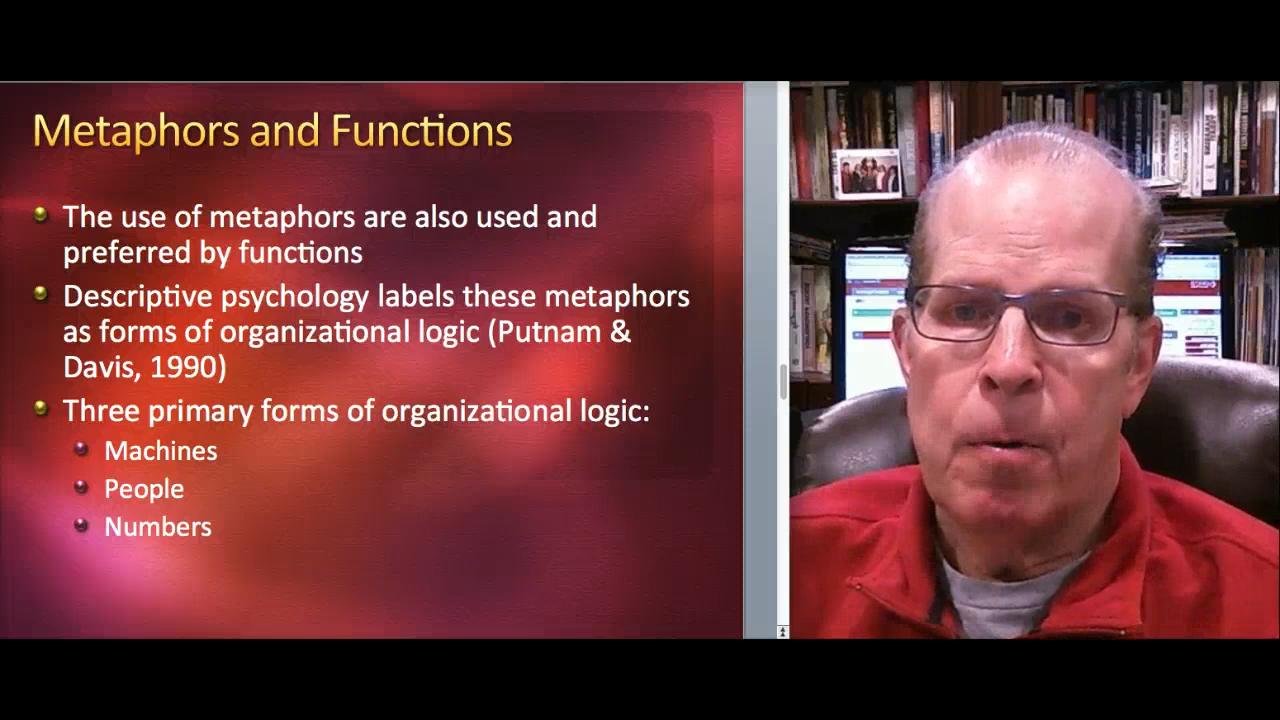 Metaphors and Functions
The use of metaphors are also used and
preferred by functions
Descriptive psychology labels these metaphors
as forms of organizational logic (Putnam &
Davis, 1990)
Three primary forms of organizational logic:
Machines
People
Numbers